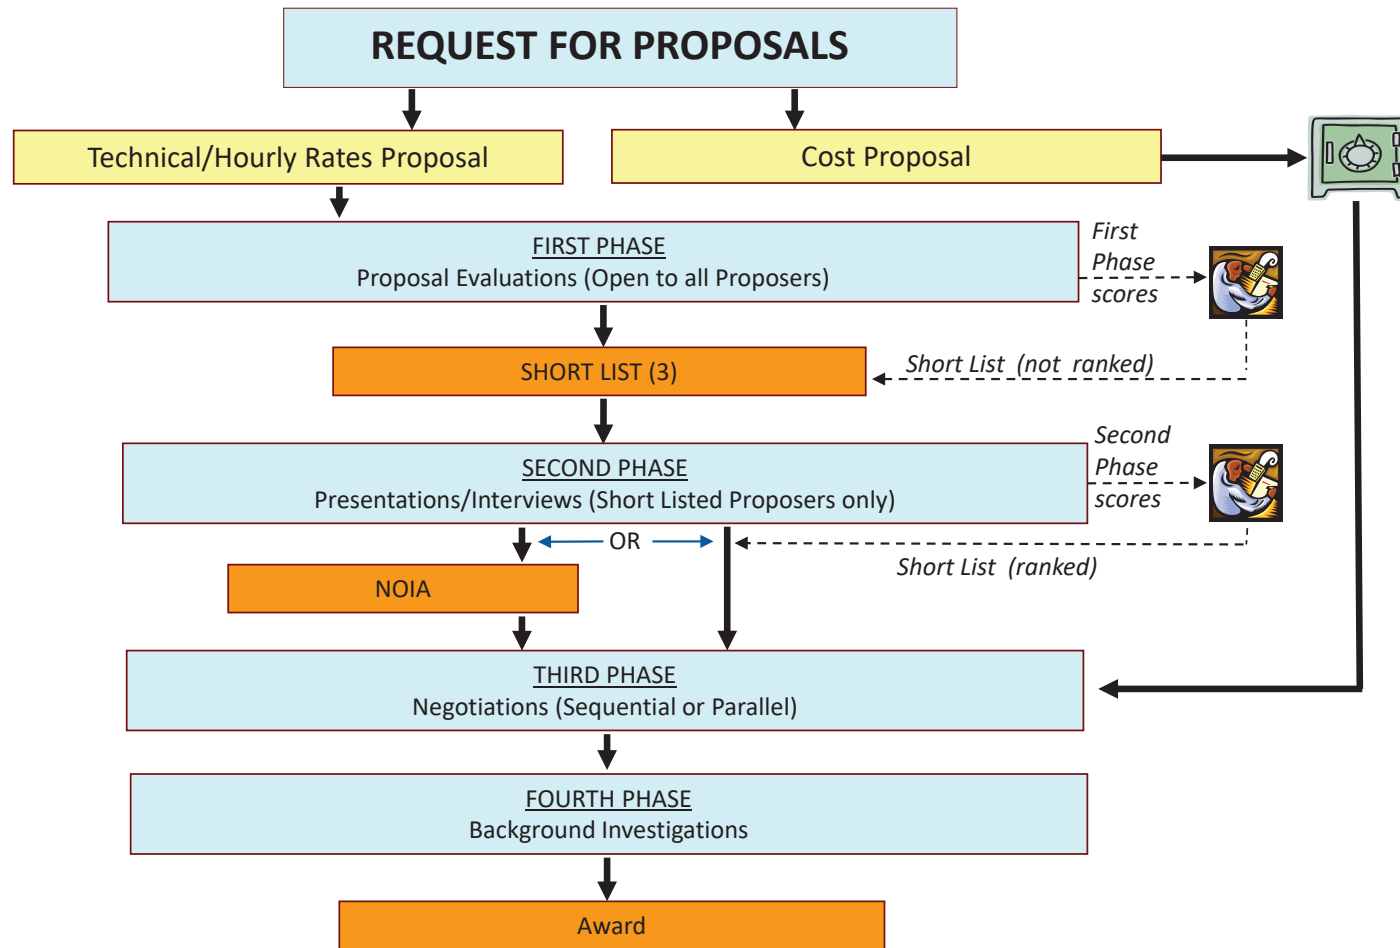 REQUEST FOR PROPOSALS
Technical/Hourly Rates Proposal
Cost Proposal
FIRST PHASE
Proposal Evaluations (Open to all Proposers)
First
Phase
scores
SHORT LIST (3)
Short List (not ranked)
SECOND PHASE
Presentations/Interviews (Short Listed Proposers only)
Second
Phase
scores
OR
Short List (ranked)
NOIA
THIRD PHASE
Negotiations (Sequential or Parallel)
FOURTH PHASE
Background Investigations
Award